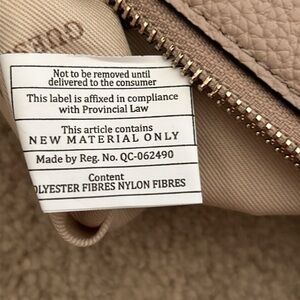 Not to be removed until
delivered to the consumer
This label is affixed in compliance
with Provincial Law
This article contains
NEW MATERIAL ONLY
Made by Reg. No. QC-062490
Content
OLYESTER FIBRES NYLON FIBRES